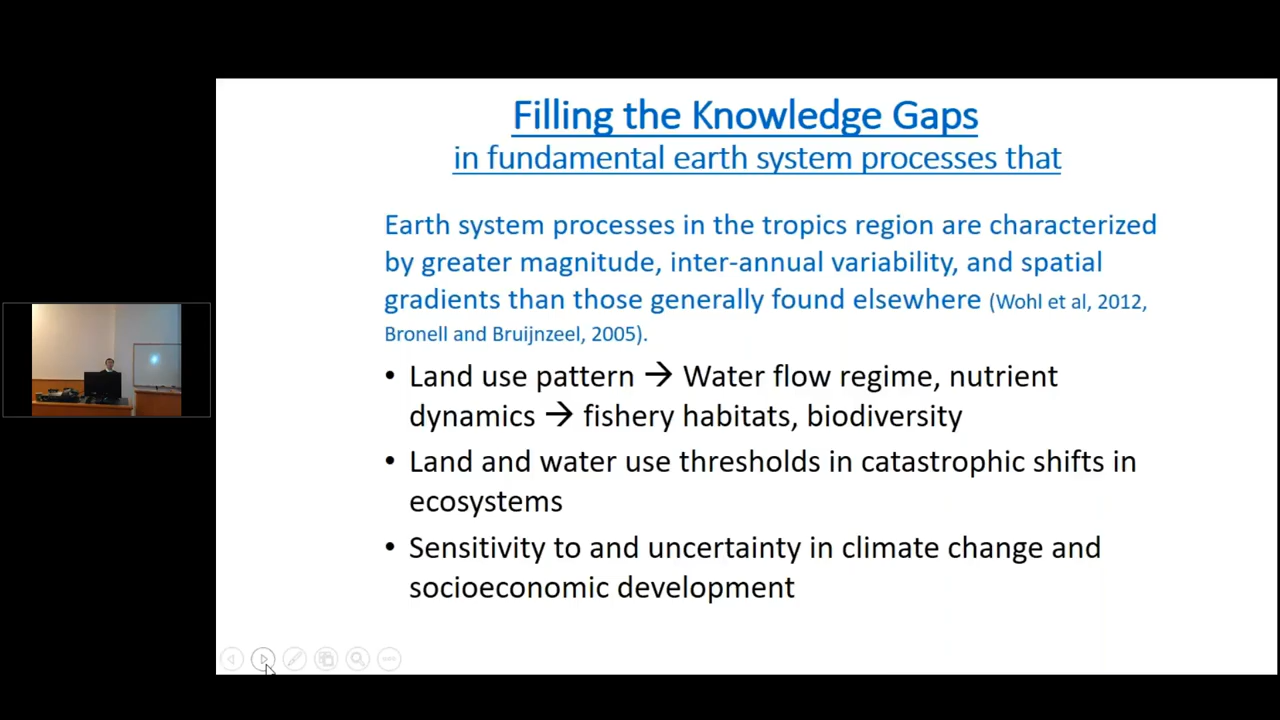 Filling the Knowledge Gaps
in fundamental earth system processes that
Earth system processes in the tropics region are characterized
by greater magnitude, inter-annual variability, and spatial
gradients than those generally found elsewhere (Wohl et al, 2012,
Bronell and Bruijnzeel, 2005).
• Land use pattern → Water flow regime, nutrient
dynamics → fishery habitats, biodiversity
• Land and water use thresholds in catastrophic shifts in
ecosystems
• Sensitivity to and uncertainty in climate change and
socioeconomic development